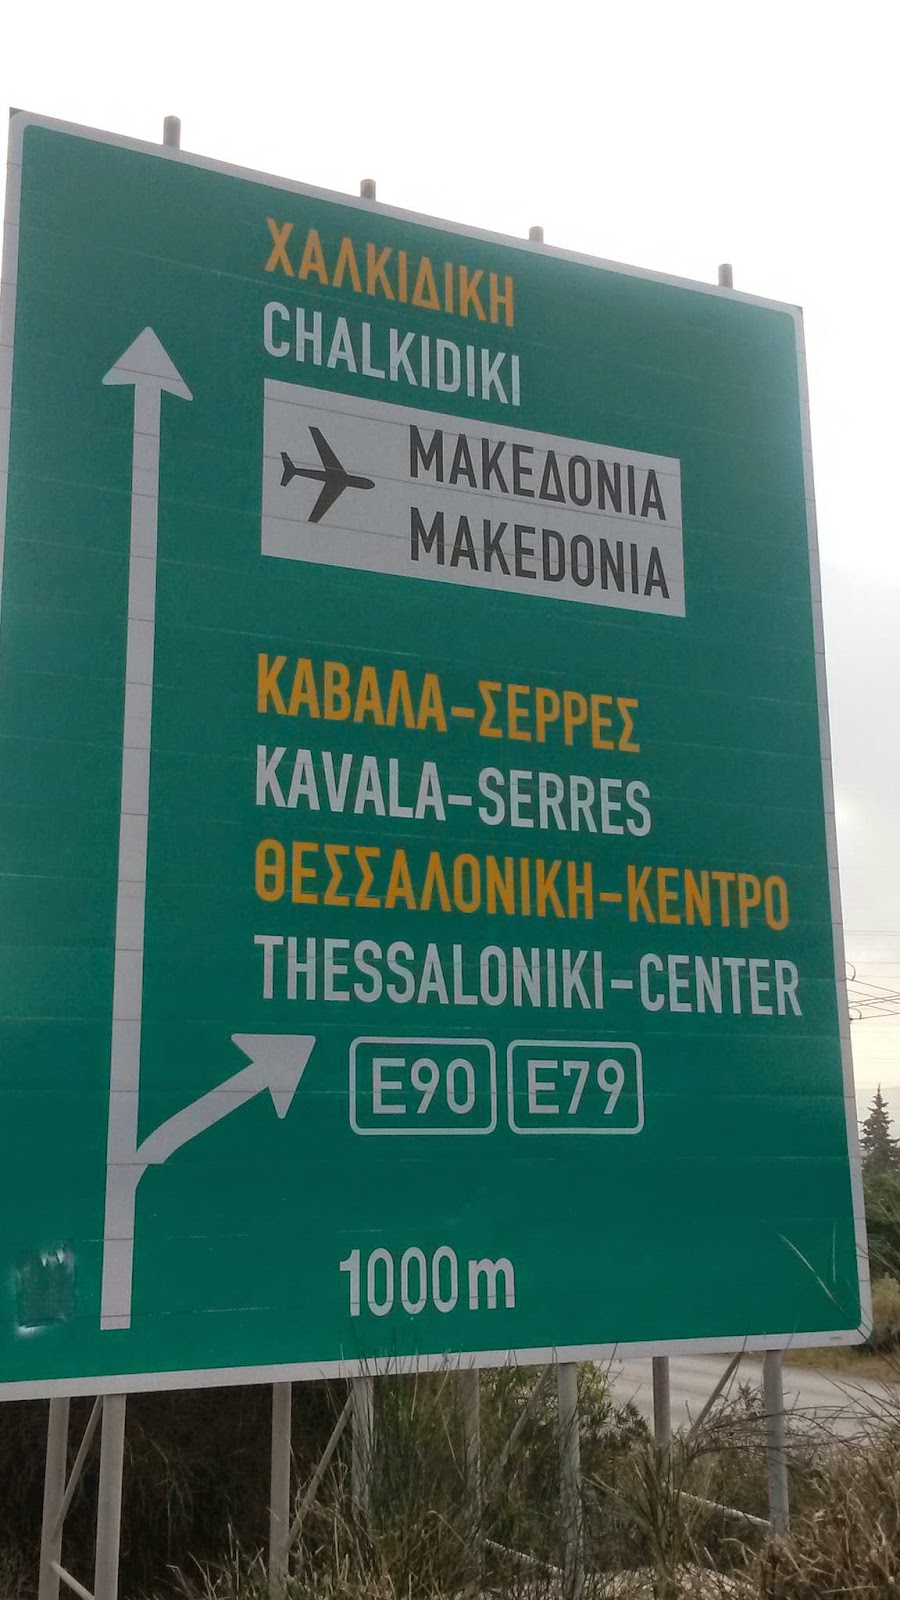 ΧΑΛΚΙΔΙΚΗ
CHALKIDIKI
ΜΑΚΕΔΟΝΙΑ
MAKEDONIA
ΚΑΒΑΛΑ-ΣΕΡΡΕΣ
KAVALA-SERRES
ΘΕΣΣΑΛΟΝΙΚΗ-ΚΕΝΤΡΟ
THESSALONIKI-CENTER
E90 E79
1000m